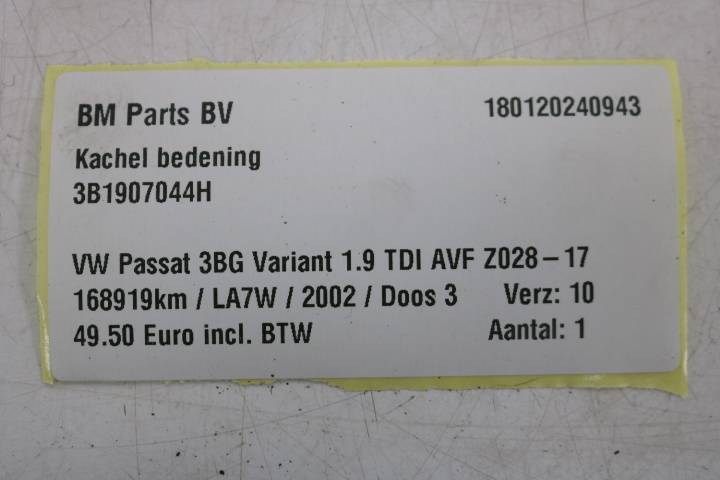 BM Parts BV 180120240943
Kachel bedening
3B1907044H
VW Passat 3BG Variant 1.9 TDI AVF Z028-17
168919km / LA7W / 2002 / Doos 3 Verz: 10
49.50 Euro incl. BTW Aantal: 1